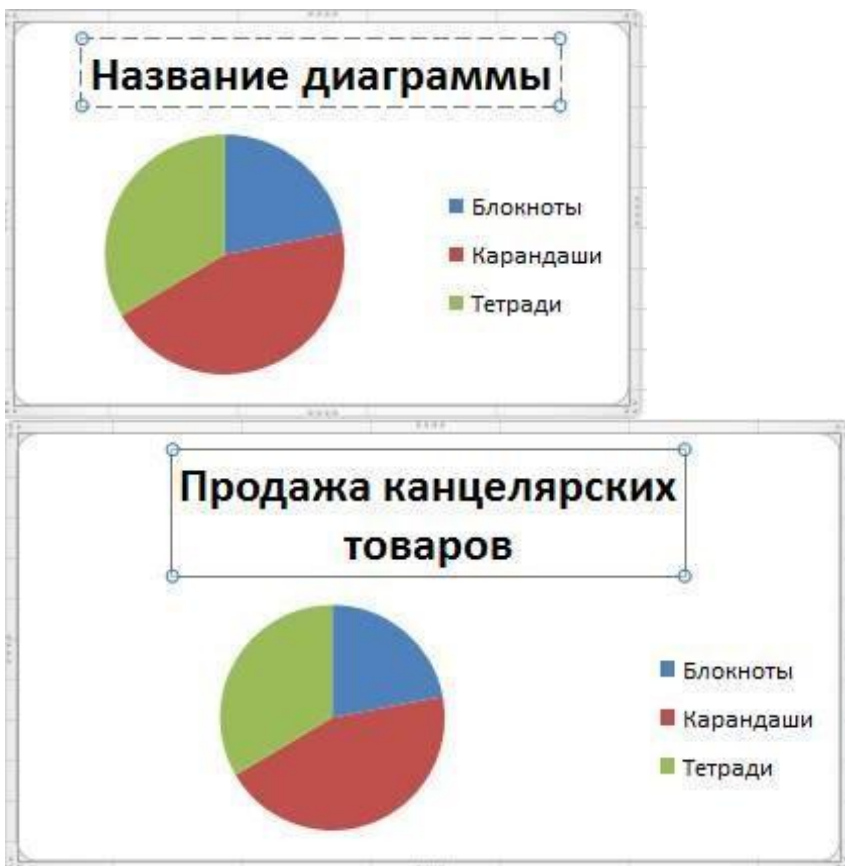 Название диаграммы
Блокноты
Карандаши
Тетради
Продажа канцелярских
товаров
Блокноты
Карандаши
Тетради